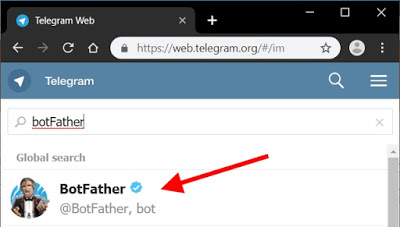 Telegram Web
https://web.telegram.org/#/im
Telegram
botFather
Global search
BotFather
@BotFather, bot